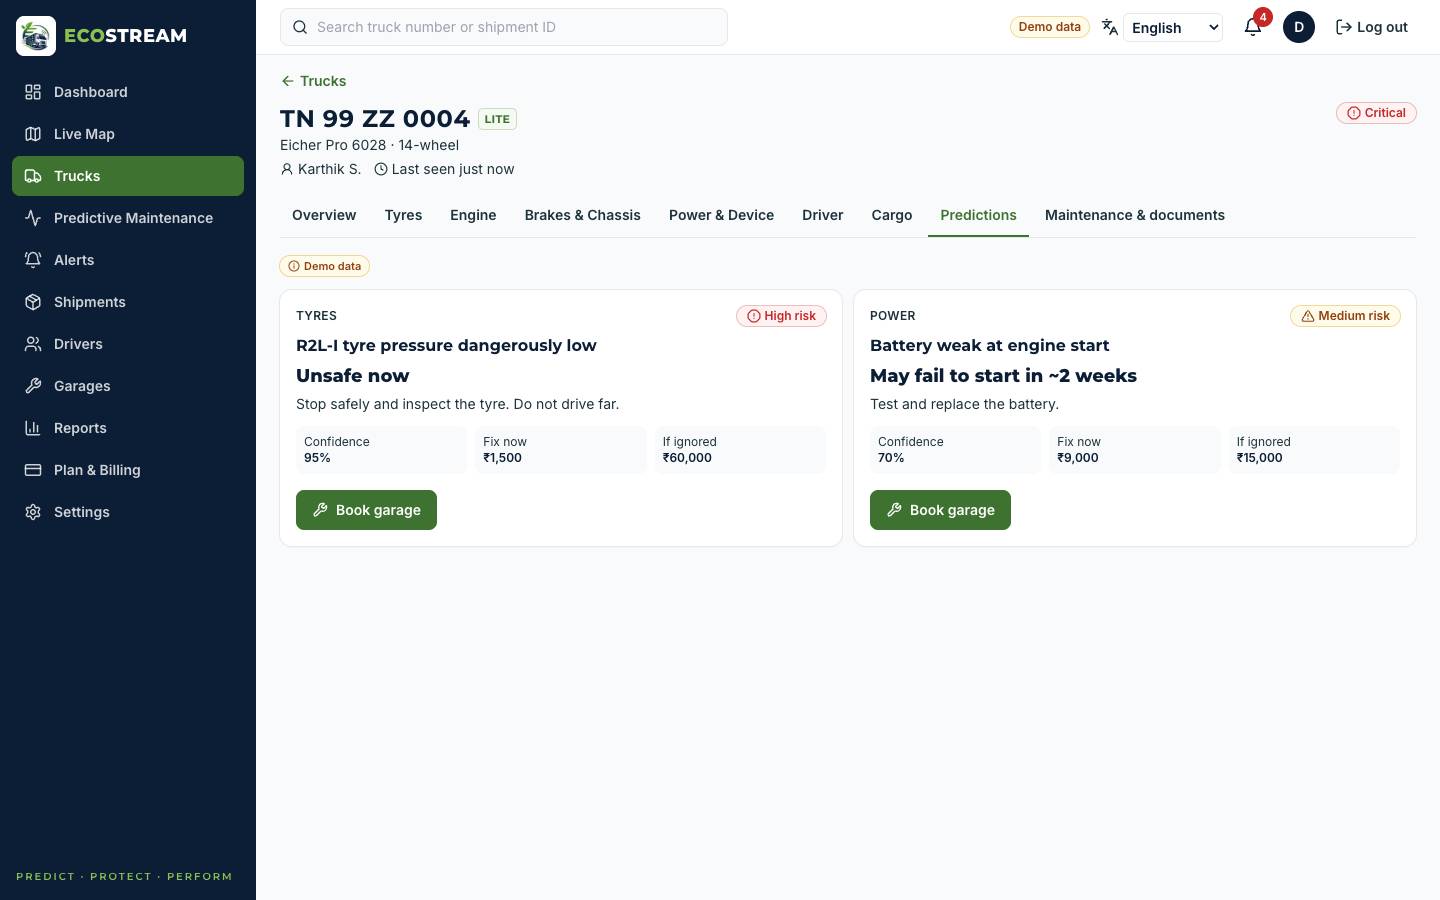 ECOSTREAM
Search truck number or shipment ID
Demo data
English
4
D
Log out
Dashboard
Live Map
Trucks
Predictive Maintenance
Alerts
Shipments
Drivers
Garages
Reports
Plan & Billing
Settings
PREDICT · PROTECT · PERFORM
Trucks
TN 99 ZZ 0004 LITE
Critical
Eicher Pro 6028 · 14-wheel
Karthik S. Last seen just now
Overview Tyres Engine Brakes & Chassis Power & Device Driver Cargo Predictions Maintenance & documents
Demo data
TYRES High risk
R2L-I tyre pressure dangerously low
Unsafe now
Stop safely and inspect the tyre. Do not drive far.
Confidence Fix now If ignored
95% ₹1,500 ₹60,000
Book garage
POWER Medium risk
Battery weak at engine start
May fail to start in ~2 weeks
Test and replace the battery.
Confidence Fix now If ignored
70% ₹9,000 ₹15,000
Book garage